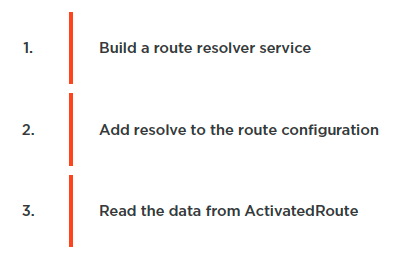 1. Build a route resolver service
2. Add resolve to the route configuration
3. Read the data from ActivatedRoute